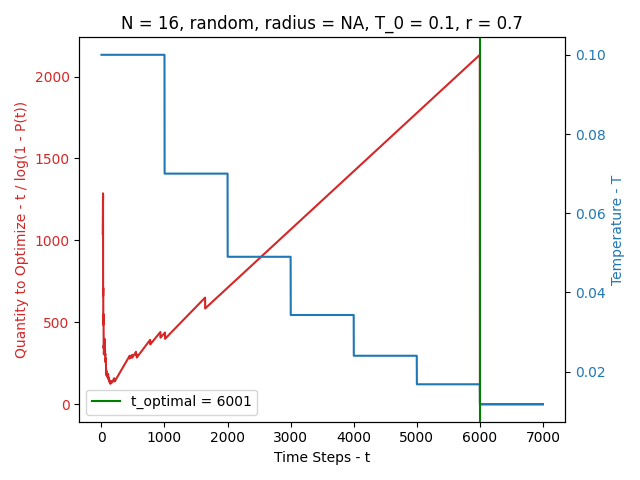 N = 16, random, radius = NA, T_0 = 0.1, r = 0.7
Quantity to Optimize - t / log(1 - P(t))
2000
1500
1000
500
0
0.10
0.08
0.06
0.04
0.02
Temperature - T
t_optimal = 6001
0 1000 2000 3000 4000 5000 6000 7000
Time Steps - t